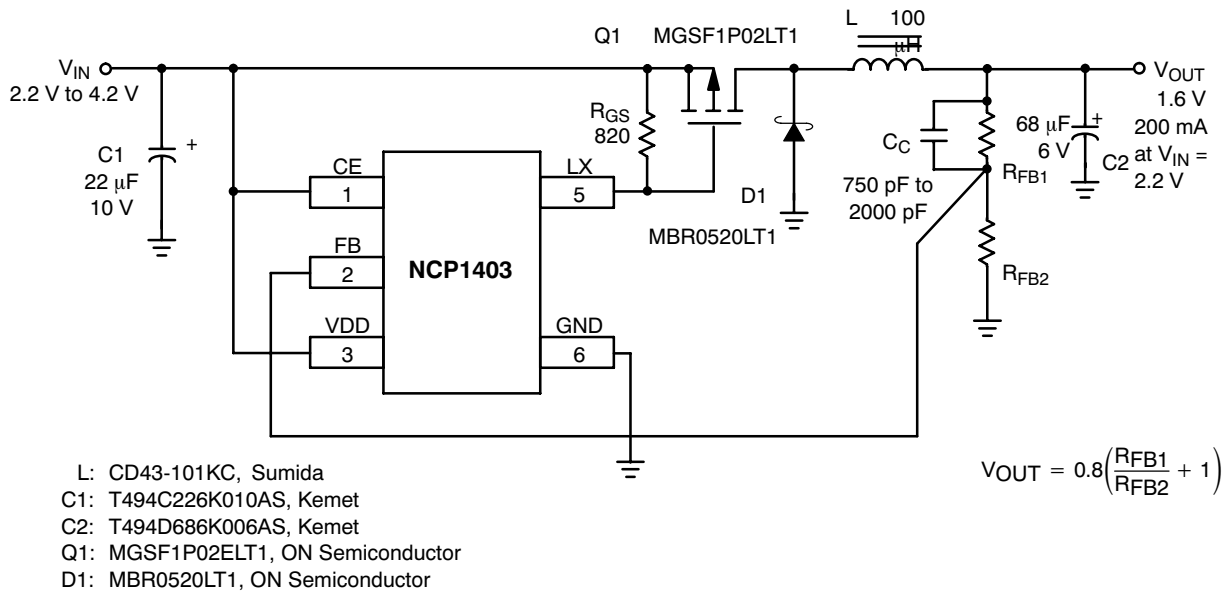 Q1 MGSF1P02LT1
L 100
μH
VIN
2.2 V to 4.2 V
C1
22 μF
10 V
+
RGS
820
CE
1
FB
2
VDD
3
NCP1403
LX
5
GND
6
D1
MBR0520LT1
CC
750 pF to
2000 pF
RFB1
RFB2
68 μF
6 V
+
C2
VOUT
1.6 V
200 mA
at VIN =
2.2 V
VOUT = 0.8(RFB1/RFB2 + 1)
L: CD43-101KC, Sumida
C1: T494C226K010AS, Kemet
C2: T494D686K006AS, Kemet
Q1: MGSF1P02ELT1, ON Semiconductor
D1: MBR0520LT1, ON Semiconductor